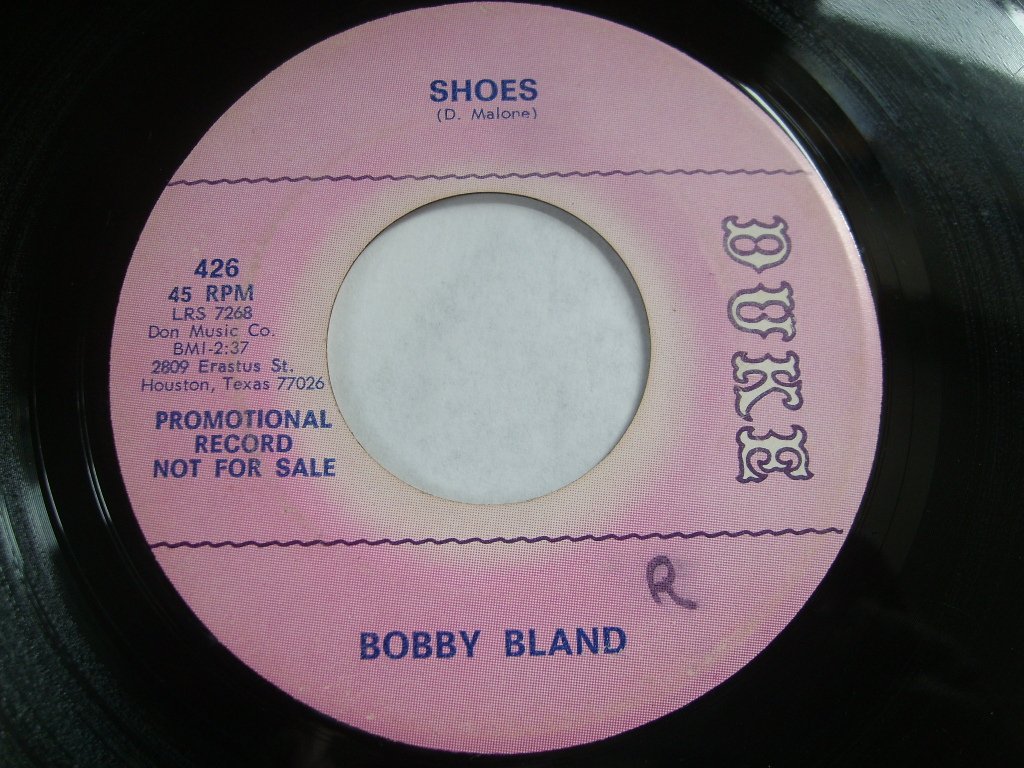 SHOES
(D. Malone)
DUKE
426
45 RPM
LRS 7268
Don Music Co.
BMI-2:37
2809 Erastus St.
Houston, Texas 77026
PROMOTIONAL
RECORD
NOT FOR SALE
R
BOBBY BLAND